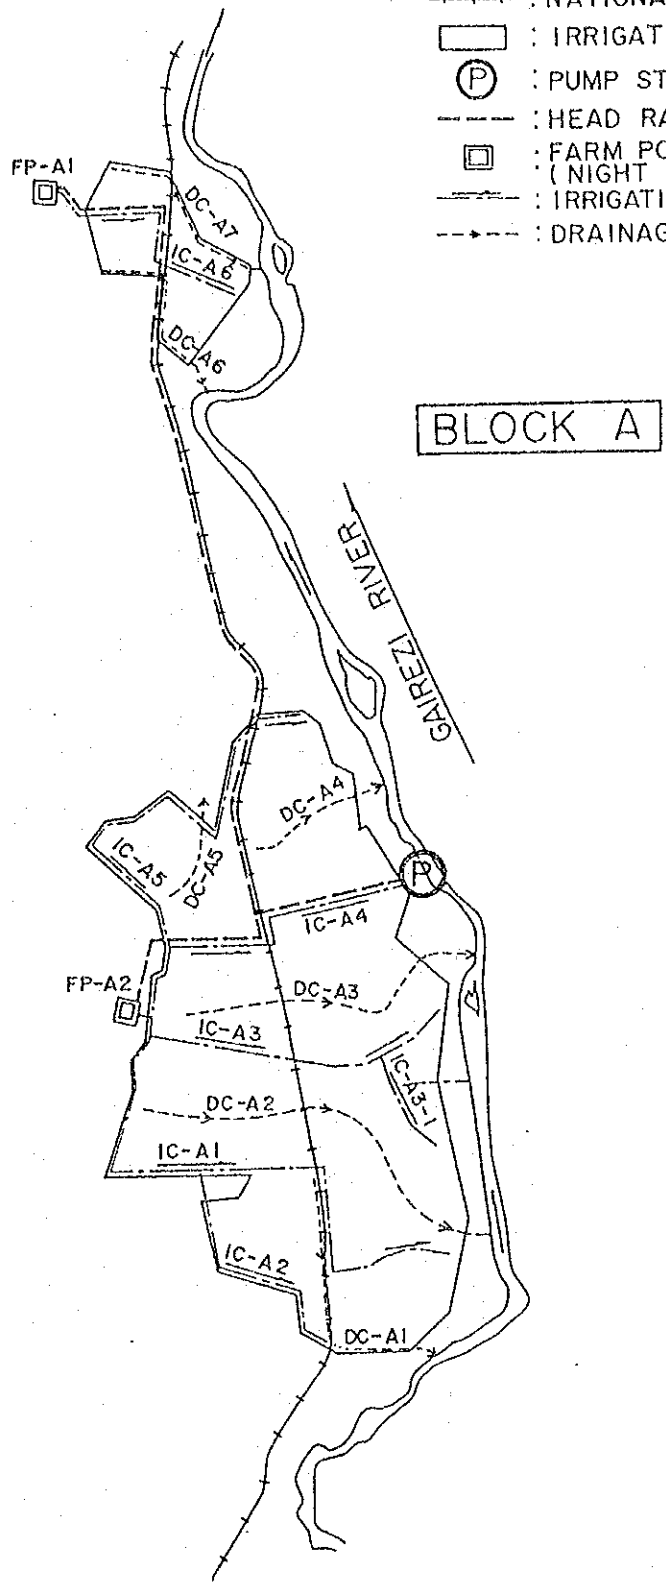 : NATIONA
: IRRIGAT
P : PUMP ST
: HEAD RA
: FARM PO
( NIGHT
: IRRIGATI
: DRAINAG
FP-A1
DC-A7
IC-A6
DC-A6
BLOCK A
GAIREZI RIVER
DC-A4
IC-A5
DC-A5
P
IC-A4
FP-A2
DC-A3
IC-A3
IC-A3-1
DC-A2
IC-A1
IC-A2
DC-A1